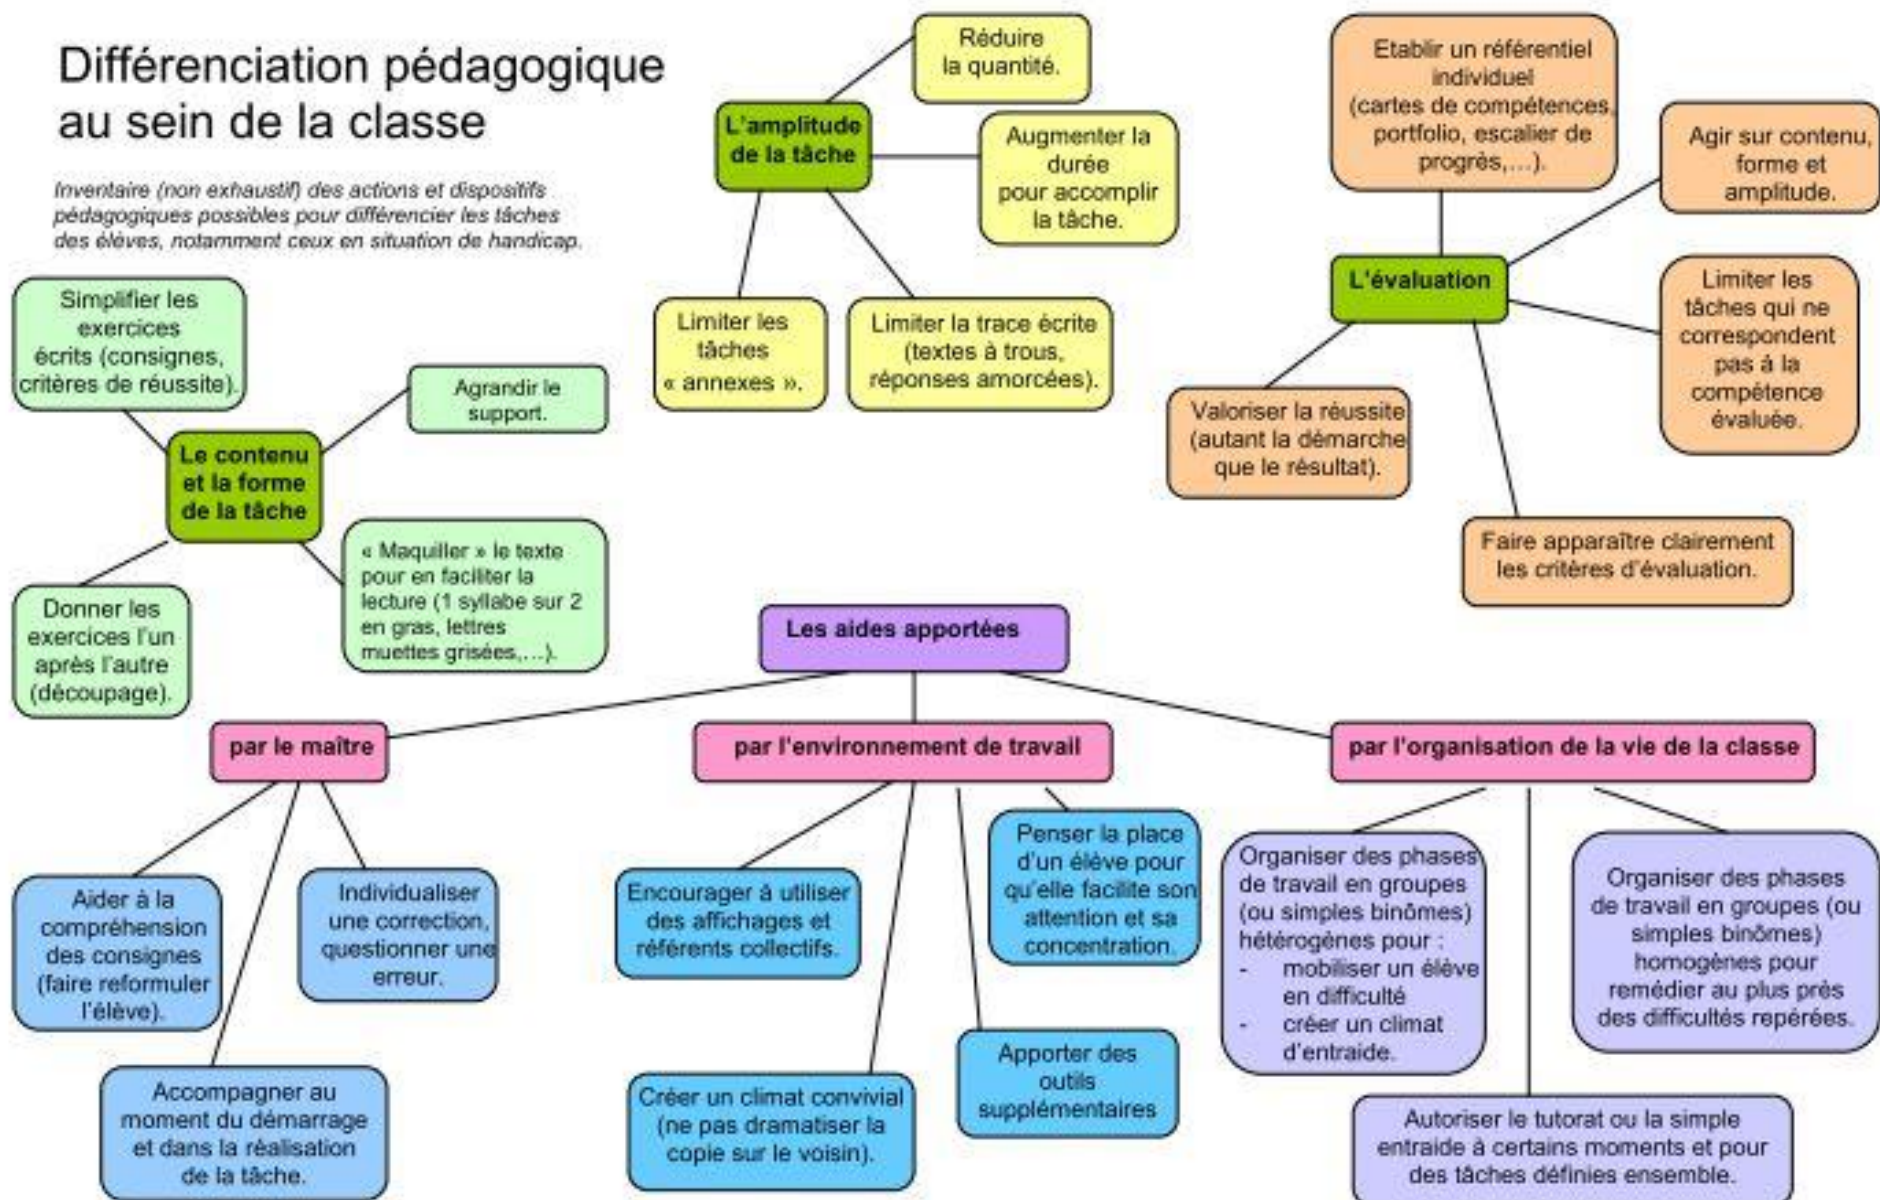 Différenciation pédagogique
au sein de la classe
Inventaire (non exhaustif) des actions et dispositifs
pédagogiques possibles pour différencier les tâches
des élèves, notamment ceux en situation de handicap.
Simplifier les
exercices
écrits (consignes,
critères de réussite).
Agrandir le
support.
Le contenu
et la forme
de la tâche
Donner les
exercices l'un
après l'autre
(découpage).
« Maquiller » le texte
pour en faciliter la
lecture (1 syllabe sur 2
en gras, lettres
muettes grisées,…).
Réduire
la quantité.
L'amplitude
de la tâche
Augmenter la
durée
pour accomplir
la tâche.
Limiter les
tâches
« annexes ».
Limiter la trace écrite
(textes à trous,
réponses amorcées).
Etablir un référentiel
individuel
(cartes de compétences,
portfolio, escalier de
progrès,…).
Agir sur contenu,
forme et
amplitude.
L'évaluation
Limiter les
tâches qui ne
correspondent
pas à la
compétence
évaluée.
Valoriser la réussite
(autant la démarche
que le résultat).
Faire apparaître clairement
les critères d'évaluation.
Les aides apportées
par le maître
par l'environnement de travail
par l'organisation de la vie de la classe
Aider à la
compréhension
des consignes
(faire reformuler
l'élève).
Individualiser
une correction,
questionner une
erreur.
Accompagner au
moment du démarrage
et dans la réalisation
de la tâche.
Encourager à utiliser
des affichages et
référents collectifs.
Penser la place
d'un élève pour
qu'elle facilite son
attention et sa
concentration.
Créer un climat convivial
(ne pas dramatiser la
copie sur le voisin).
Apporter des
outils
supplémentaires
Organiser des phases
de travail en groupes
(ou simples binômes)
hétérogènes pour :
- mobiliser un élève
en difficulté
- créer un climat
d'entraide.
Organiser des phases
de travail en groupes (ou
simples binômes)
homogènes pour
remédier au plus près
des difficultés repérées.
Autoriser le tutorat ou la simple
entraide à certains moments et pour
des tâches définies ensemble.